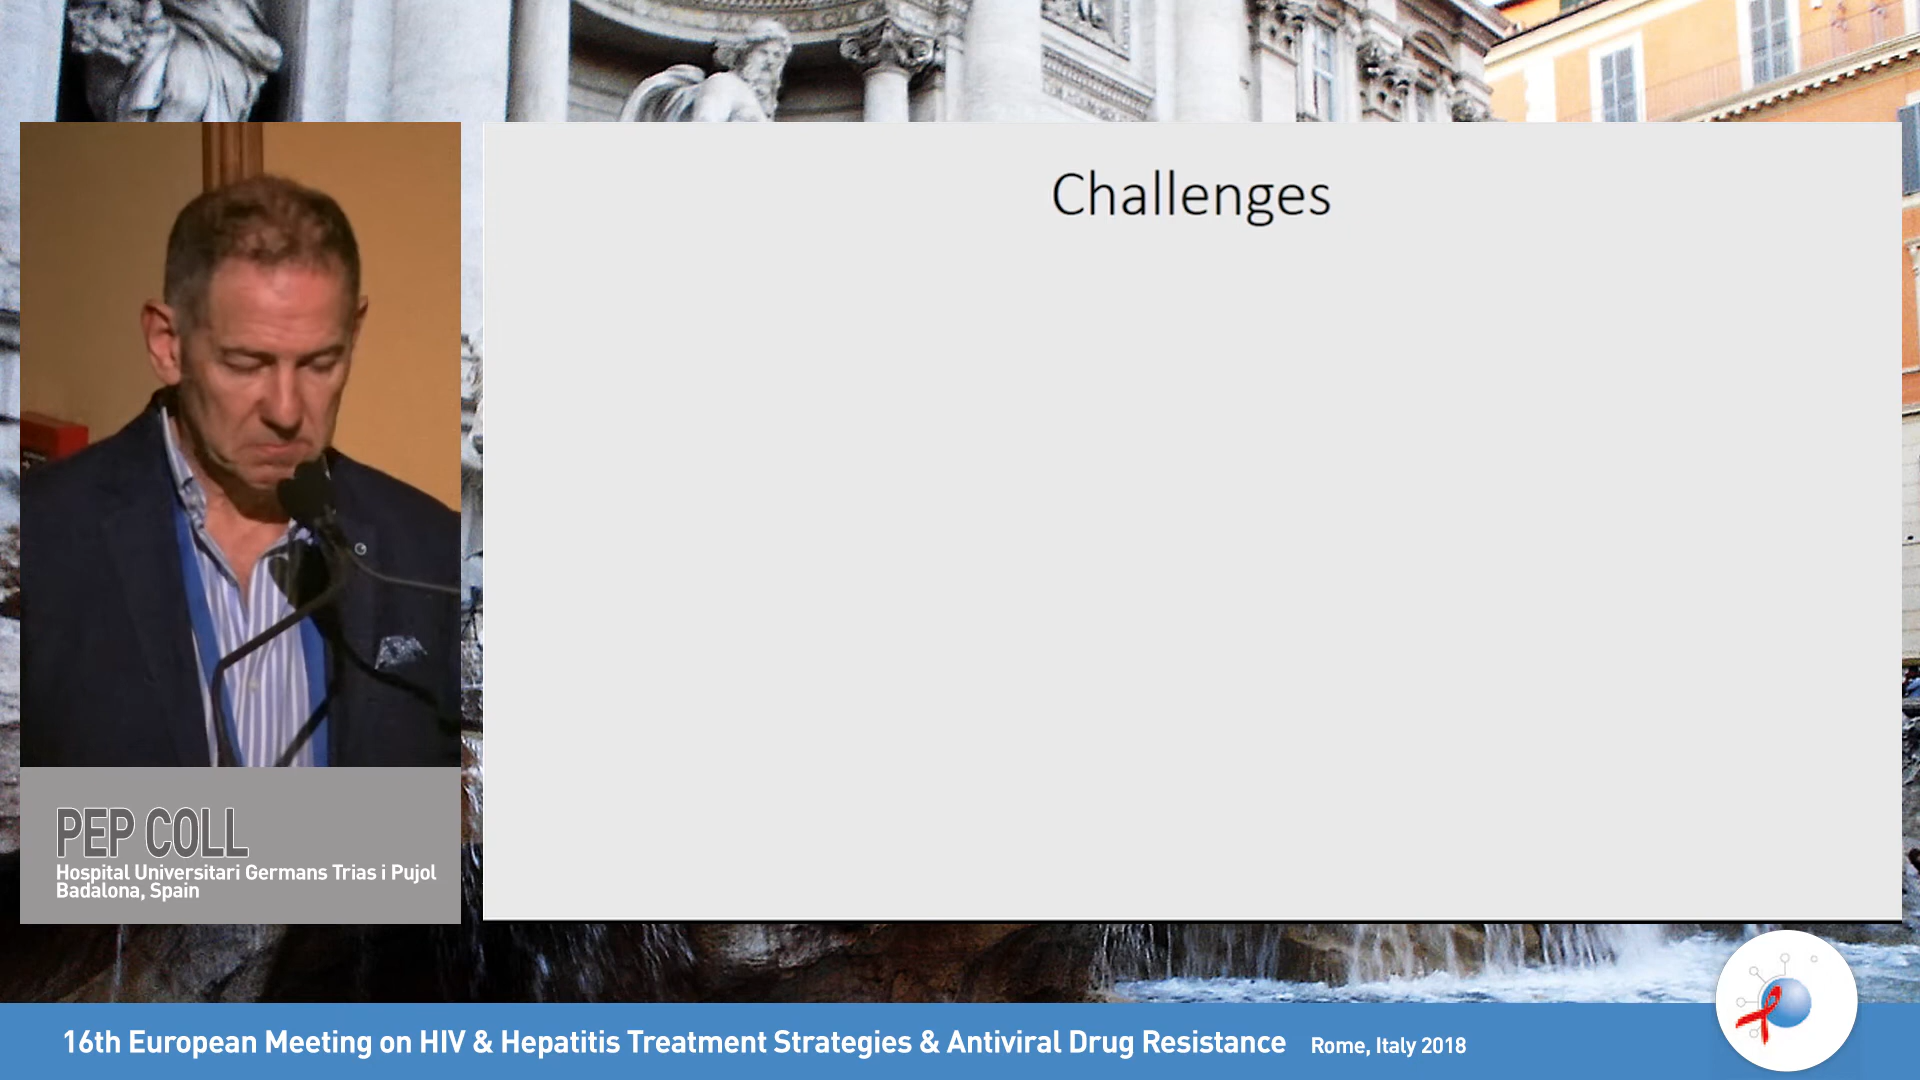 Challenges
PEP COLL
Hospital Universitari Germans Trias i Pujol
Badalona, Spain
16th European Meeting on HIV & Hepatitis Treatment Strategies & Antiviral Drug Resistance Rome, Italy 2018